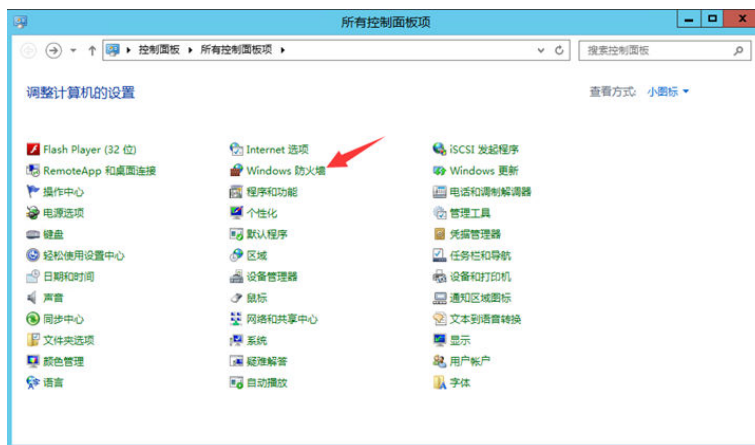 所有控制面板项
控制面板 所有控制面板项
搜索控制面板
调整计算机的设置
查看方式: 小图标
Flash Player (32 位)
Internet 选项
iSCSI 发起程序
RemoteApp 和桌面连接
Windows 防火墙
Windows 更新
操作中心
程序和功能
电话和调制解调器
电源选项
个性化
管理工具
键盘
默认程序
凭据管理器
轻松使用设置中心
区域
任务栏和导航
日期和时间
设备管理器
设备和打印机
声音
鼠标
通知区域图标
同步中心
网络和共享中心
文本到语音转换
文件夹选项
系统
显示
颜色管理
疑难解答
用户帐户
语言
自动播放
字体